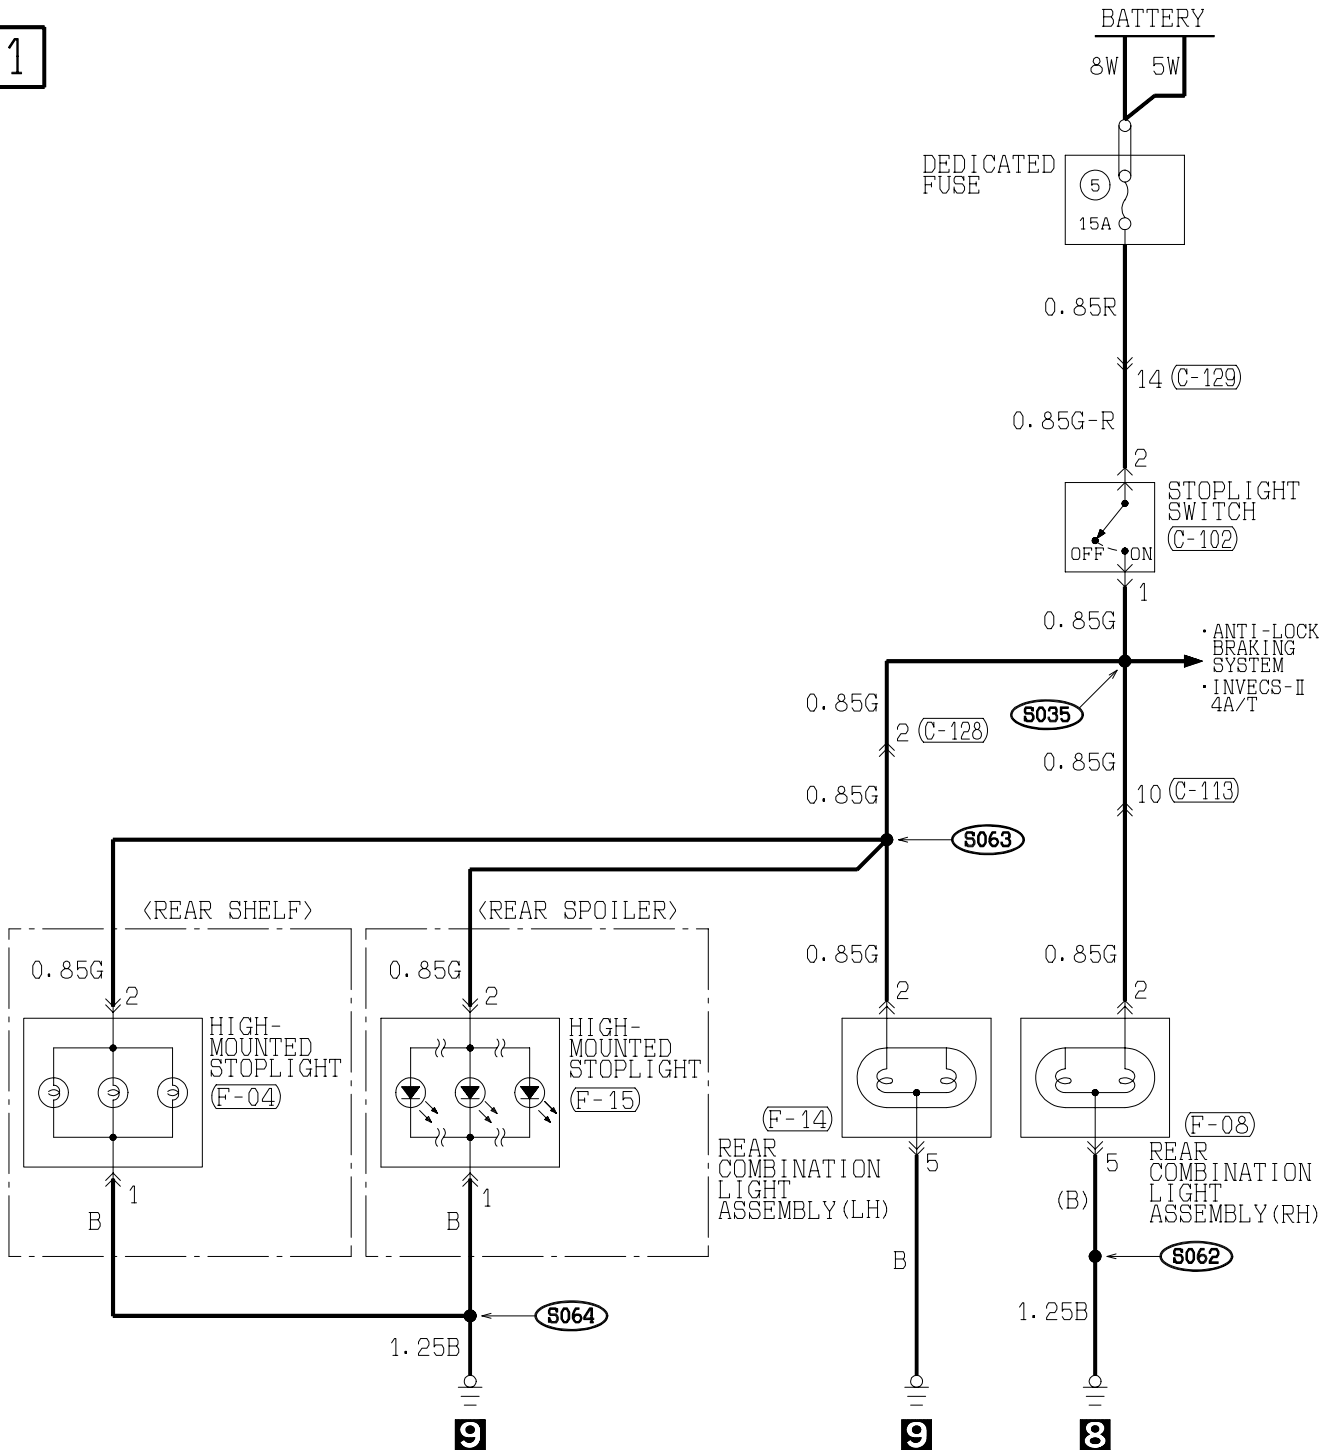 1
BATTERY
8W 5W
DEDICATED
FUSE
5
15A
0.85R
14 C-129
0.85G-R
2
STOPLIGHT
SWITCH
C-102
OFF ON
1
0.85G
・ANTI-LOCK
BRAKING
SYSTEM
・INVECS-Ⅱ
4A/T
S035
0.85G
2 C-128
0.85G
0.85G
10 C-113
S063
〈REAR SHELF〉
〈REAR SPOILER〉
0.85G
0.85G
0.85G
0.85G
2
2
2
2
HIGH-
MOUNTED
STOPLIGHT
F-04
HIGH-
MOUNTED
STOPLIGHT
F-15
F-14
REAR
COMBINATION
LIGHT
ASSEMBLY(LH)
F-08
REAR
COMBINATION
LIGHT
ASSEMBLY(RH)
1
1
5
5
B
B
B
(B)
S064
S062
1.25B
1.25B
9
9
8